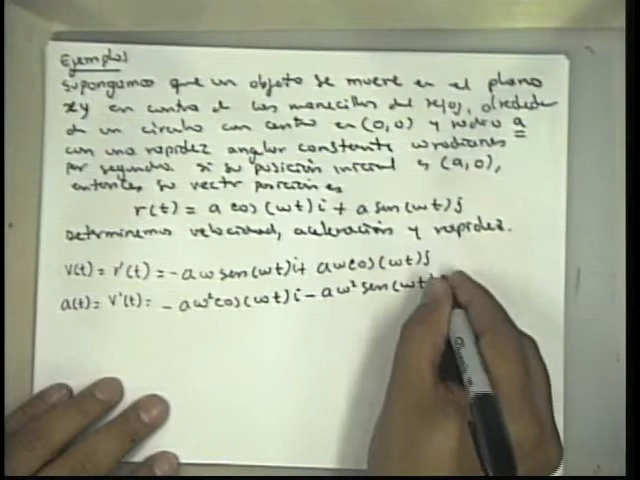 Ejemplos
Supongamos que un objeto se mueve en el plano
xy en contra de las manecillas del reloj, alrededor
de un circulo con centro en (0,0) y radio a
con una rapidez angular constante w radianes
por segundo. Si su posición inicial es (a,0),
entonces su vector posición es
r(t) = a cos(wt)i + a sin(wt)j
Determinemos velocidad, aceleración y rapidez.
v(t) = r'(t) = -aw sen(wt)i + aw cos(wt)j
a(t) = v'(t) = -aw²cos(wt)i - aw² sen(wt)